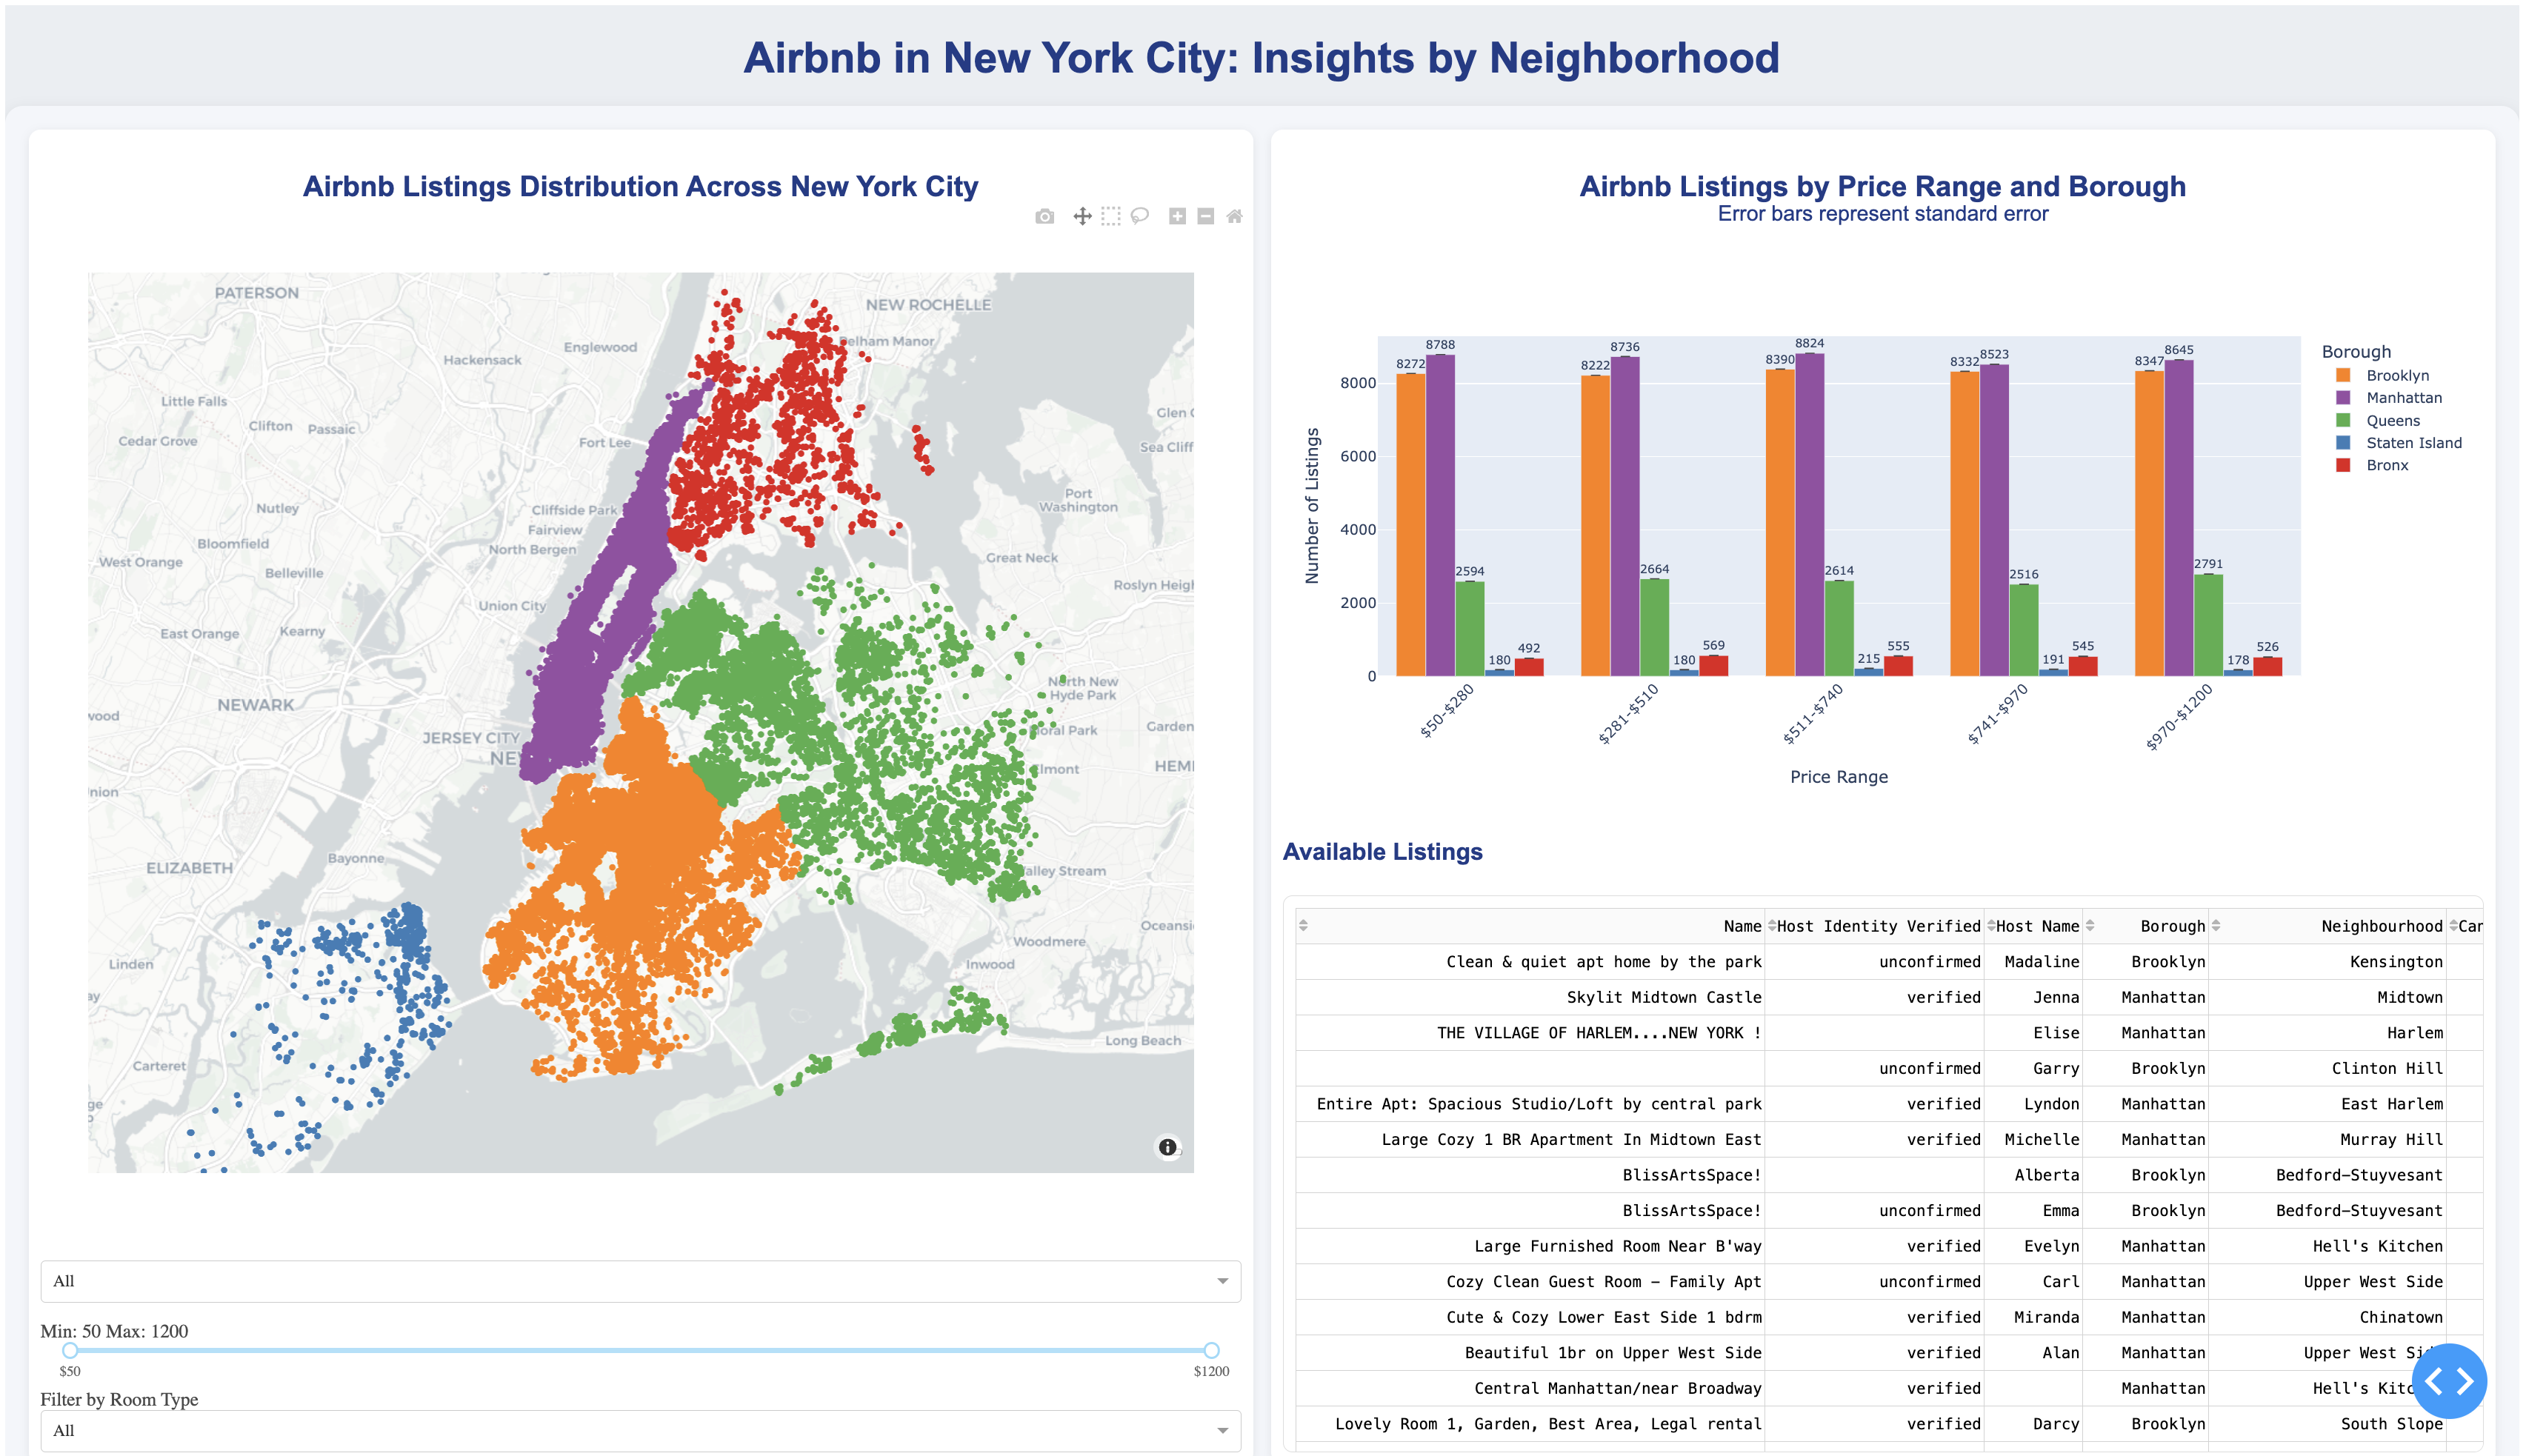 Airbnb in New York City: Insights by Neighborhood
Airbnb Listings Distribution Across New York City
PATERSON
NEW ROCHELLE
Pelham Manor
Englewood
Hackensack
Little Falls
Glen C
Clifton
Passaic
Cedar Grove
Fort Lee
Sea Cliff
Port
Washington
Nutley
Cliffside Park
Fairview
Bloomfield
North Bergen
West Orange
Great Neck
Belleville
Roslyn Heigh
Union City
East Orange
Kearny
North New
Hyde Park
NEWARK
wood
JERSEY CITY
Floral Park
Garden
NE
Elmont
HEM
nion
Bayonne
ELIZABETH
Valley Stream
Oceansi
Woodmere
Linden
Inwood
ay
Long Beach
Carteret
ge
All
Min: 50 Max: 1200
$50
$1200
Filter by Room Type
All
Airbnb Listings by Price Range and Borough
Error bars represent standard error
Number of Listings
8000
6000
4000
2000
0
8272 8788 2594 180 492
8222 8736 2664 180 569
8390 8824 2614 215 555
8332 8523 2516 191 545
8347 8645 2791 178 526
$50-$280
$281-$510
$511-$740
$741-$970
$970-$1200
Price Range
Borough
Brooklyn
Manhattan
Queens
Staten Island
Bronx
Available Listings
Name Host Identity Verified Host Name Borough Neighbourhood Can
Clean & quiet apt home by the park unconfirmed Madaline Brooklyn Kensington
Skylit Midtown Castle verified Jenna Manhattan Midtown
THE VILLAGE OF HARLEM....NEW YORK ! Elise Manhattan Harlem
unconfirmed Garry Brooklyn Clinton Hill
Entire Apt: Spacious Studio/Loft by central park verified Lyndon Manhattan East Harlem
Large Cozy 1 BR Apartment In Midtown East verified Michelle Manhattan Murray Hill
BlissArtsSpace! Alberta Brooklyn Bedford-Stuyvesant
BlissArtsSpace! unconfirmed Emma Brooklyn Bedford-Stuyvesant
Large Furnished Room Near B'way verified Evelyn Manhattan Hell's Kitchen
Cozy Clean Guest Room - Family Apt unconfirmed Carl Manhattan Upper West Side
Cute & Cozy Lower East Side 1 bdrm verified Miranda Manhattan Chinatown
Beautiful 1br on Upper West Side verified Alan Manhattan Upper West Side
Central Manhattan/near Broadway verified Manhattan Hell's Kitc
Lovely Room 1, Garden, Best Area, Legal rental verified Darcy Brooklyn South Slope